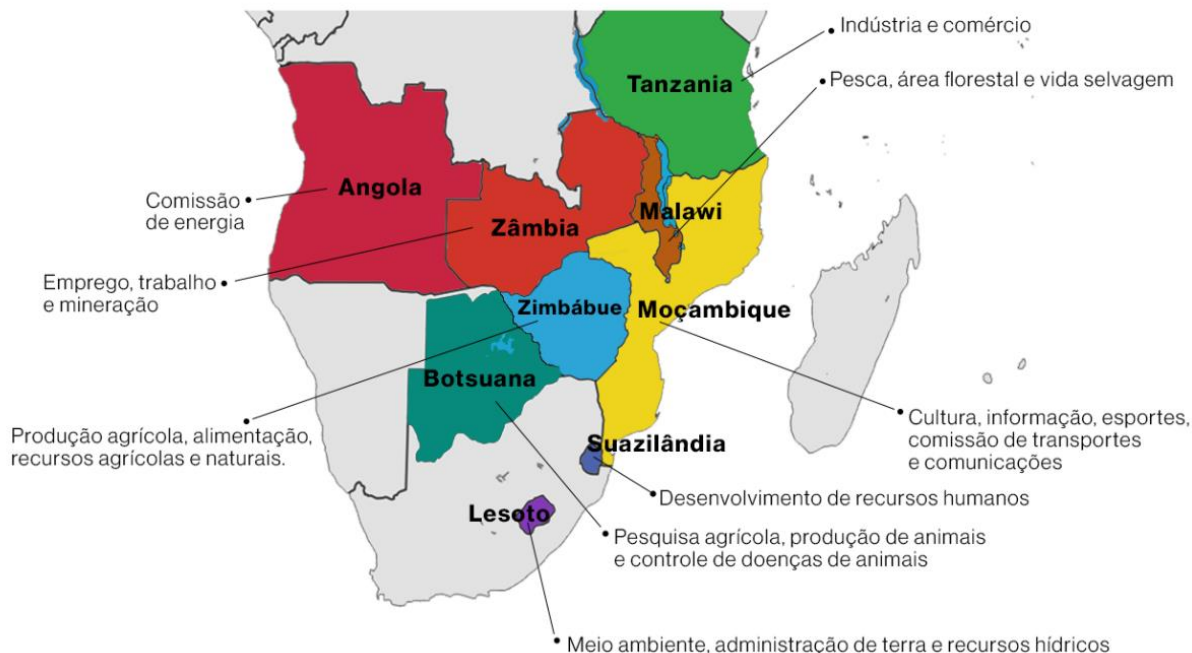 Indústria e comércio
Tanzania
Pesca, área florestal e vida selvagem
Angola
Comissão
de energia
Malawi
Zâmbia
Emprego, trabalho
e mineração
Zimbábue
Moçambique
Botsuana
Produção agrícola, alimentação,
recursos agrícolas e naturais.
Cultura, informação, esportes,
comissão de transportes
e comunicações
Suazilândia
Desenvolvimento de recursos humanos
Lesoto
Pesquisa agrícola, produção de animais
e controle de doenças de animais
Meio ambiente, administração de terra e recursos hídricos